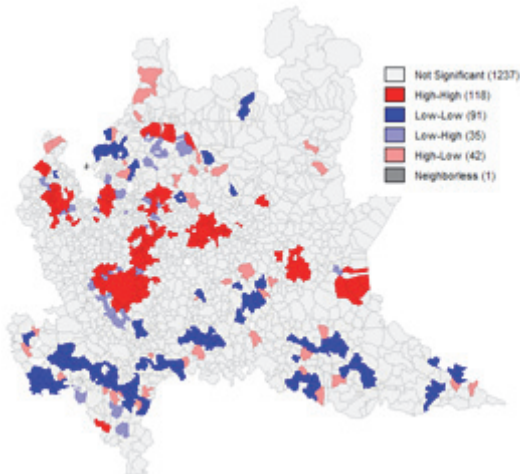 Not Significant (1237)
High-High (118)
Low-Low (91)
Low-High (35)
High-Low (42)
Neighborless (1)